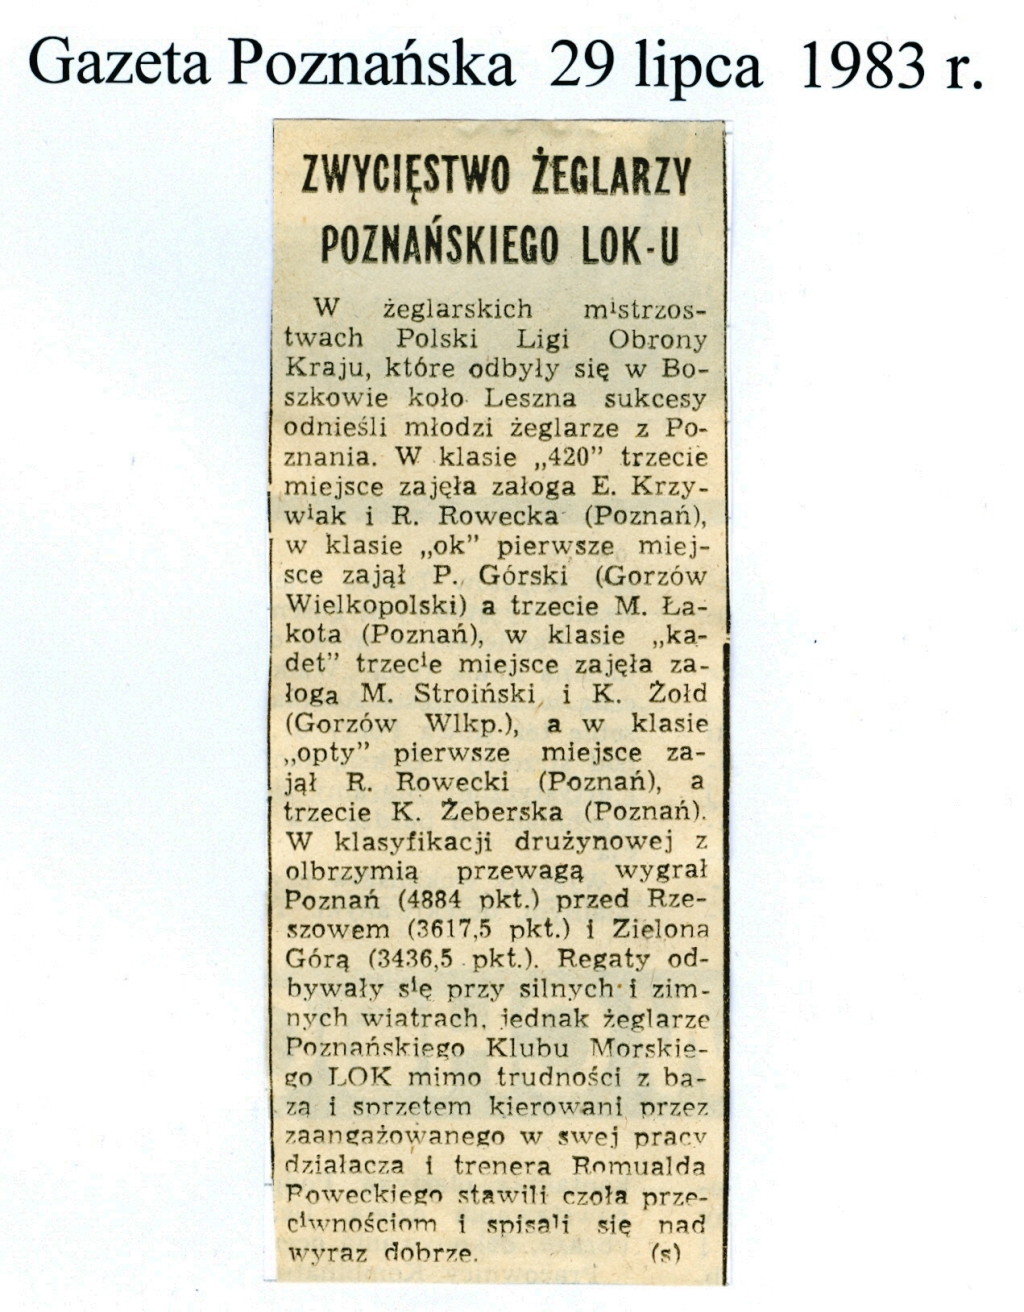 Gazeta Poznańska 29 lipca 1983 r.
ZWYCIĘSTWO ŻEGLARZY
POZNAŃSKIEGO LOK-U
W żeglarskich mistrzos-
twach Polski Ligi Obrony
Kraju, które odbyły się w Bo-
szkowie koło Leszna sukcesy
odnieśli młodzi żeglarze z Po-
znania. W klasie „420” trzecie
miejsce zajęła załoga E. Krzy-
wiak i R. Rowecka (Poznań),
w klasie „ok” pierwsze miej-
sce zajął P. Górski (Gorzów
Wielkopolski) a trzecie M. Ła-
kota (Poznań), w klasie „ka-
det” trzecie miejsce zajęła za-
łoga M. Stroiński i K. Żołd
(Gorzów Wlkp.), a w klasie
„opty” pierwsze miejsce za-
jął R. Rowecki (Poznań), a
trzecie K. Żeberska (Poznań).
W klasyfikacji drużynowej z
olbrzymią przewagą wygrał
Poznań (4884 pkt.) przed Rze-
szowem (3617,5 pkt.) i Zielona
Górą (3436,5 pkt.). Regaty od-
bywały się przy silnych i zim-
nych wiatrach, jednak żeglarze
Poznańskiego Klubu Morskie-
go LOK mimo trudności z ba-
zą i sprzętem kierowani przez
zaangażowanego w swej pracy
działacza i trenera Romualda
Roweckiego stawili czoła prze-
ciwnościom i spisali się nad
wyraz dobrze. (s)